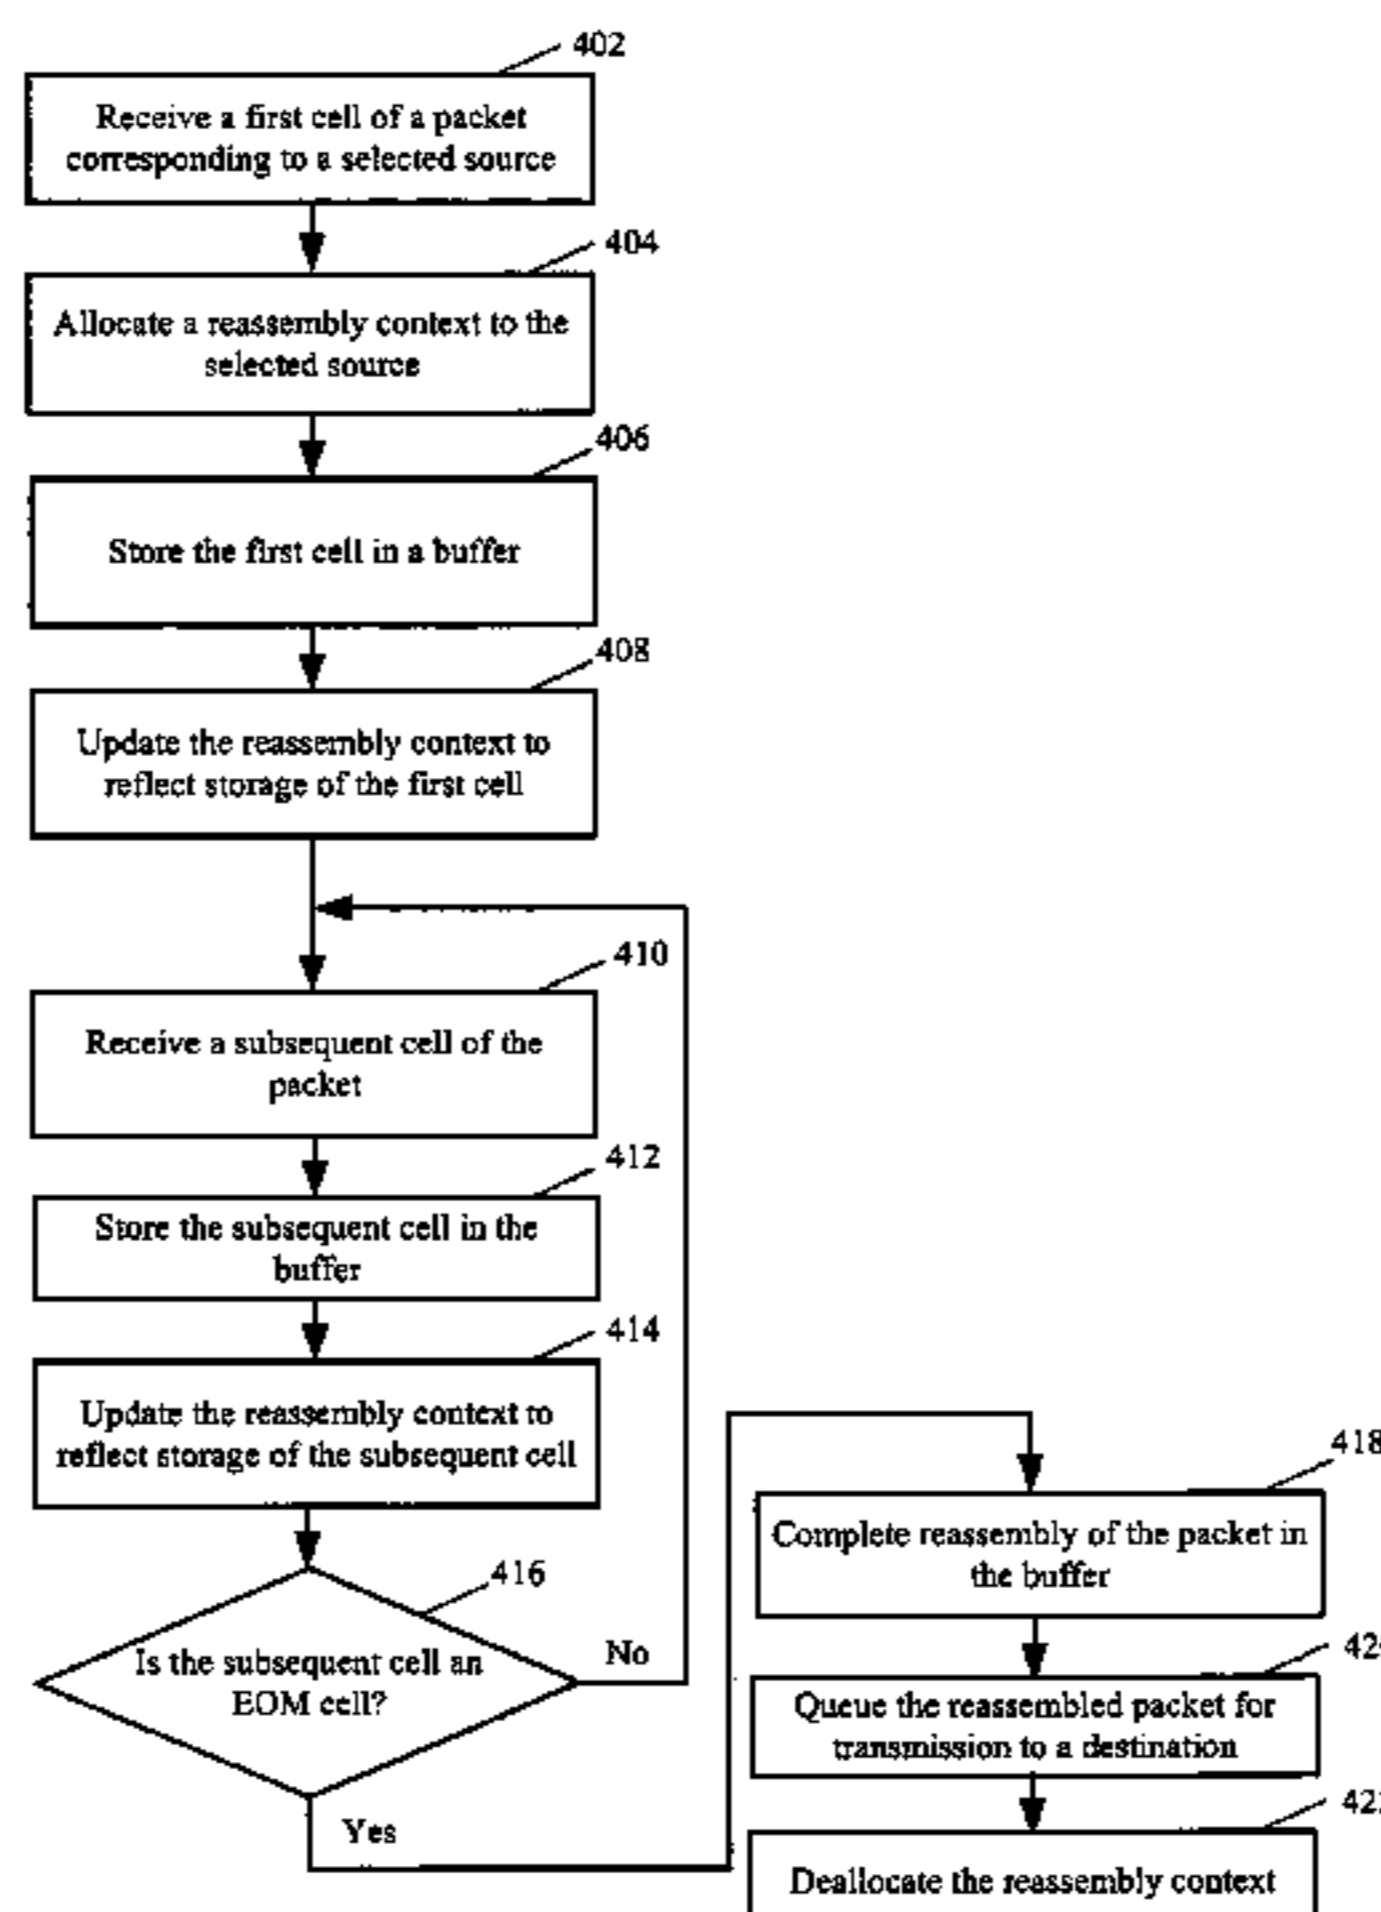 402
Receive a first cell of a packet
corresponding to a selected source
404
Allocate a reassembly context to the
selected source
406
Store the first cell in a buffer
408
Update the reassembly context to
reflect storage of the first cell
410
Receive a subsequent cell of the
packet
412
Store the subsequent cell in the
buffer
414
Update the reassembly context to
reflect storage of the subsequent cell
416
Is the subsequent cell an
EOM cell?
No
Yes
418
Complete reassembly of the packet in
the buffer
Queue the reassembled packet for
transmission to a destination
Deallocate the reassembly context